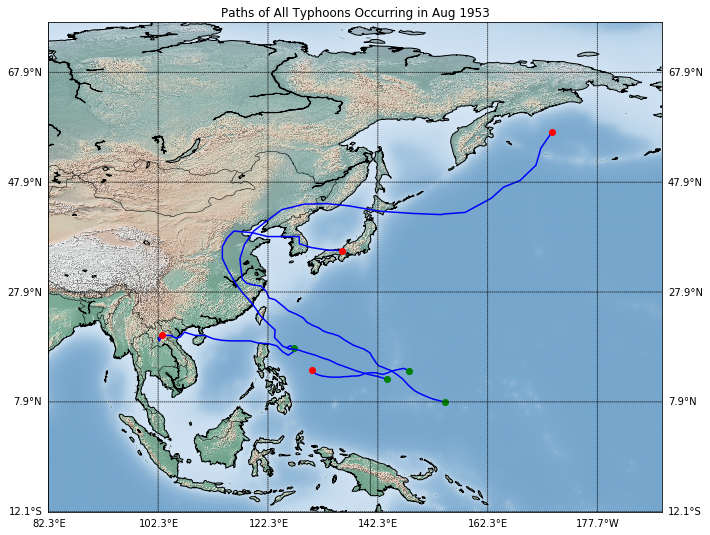 Paths of All Typhoons Occurring in Aug 1953
67.9°N 67.9°N
47.9°N 47.9°N
27.9°N 27.9°N
7.9°N 7.9°N
12.1°S 12.1°S
82.3°E 102.3°E 122.3°E 142.3°E 162.3°E 177.7°W